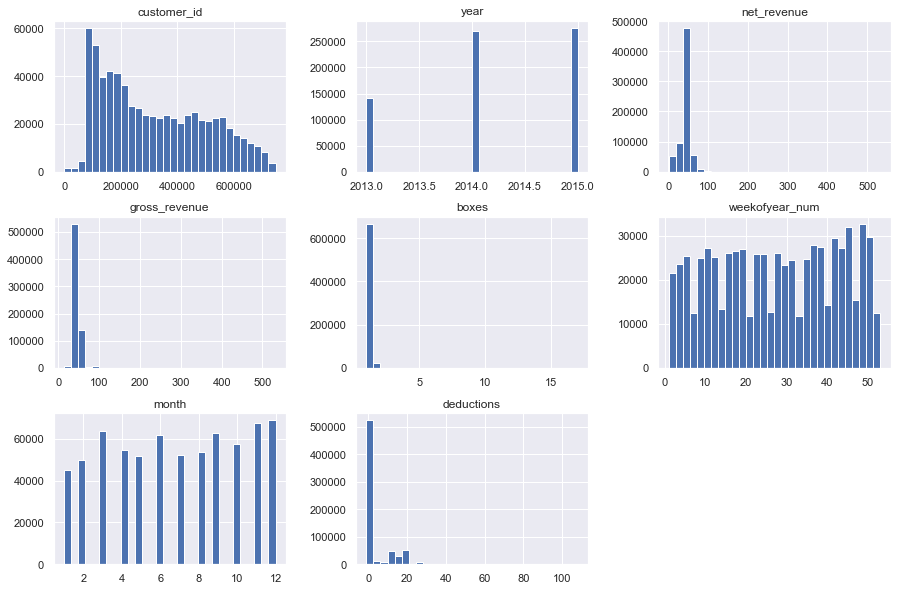 customer_id
60000
40000
20000
0
0 200000 400000 600000
year
250000
200000
150000
100000
50000
0
2013.0 2013.5 2014.0 2014.5 2015.0
net_revenue
500000
400000
300000
200000
100000
0
0 100 200 300 400 500
gross_revenue
500000
400000
300000
200000
100000
0
0 100 200 300 400 500
boxes
600000
400000
200000
0
5 10 15
weekofyear_num
30000
20000
10000
0
0 10 20 30 40 50
month
60000
40000
20000
0
2 4 6 8 10 12
deductions
500000
400000
300000
200000
100000
0
0 20 40 60 80 100